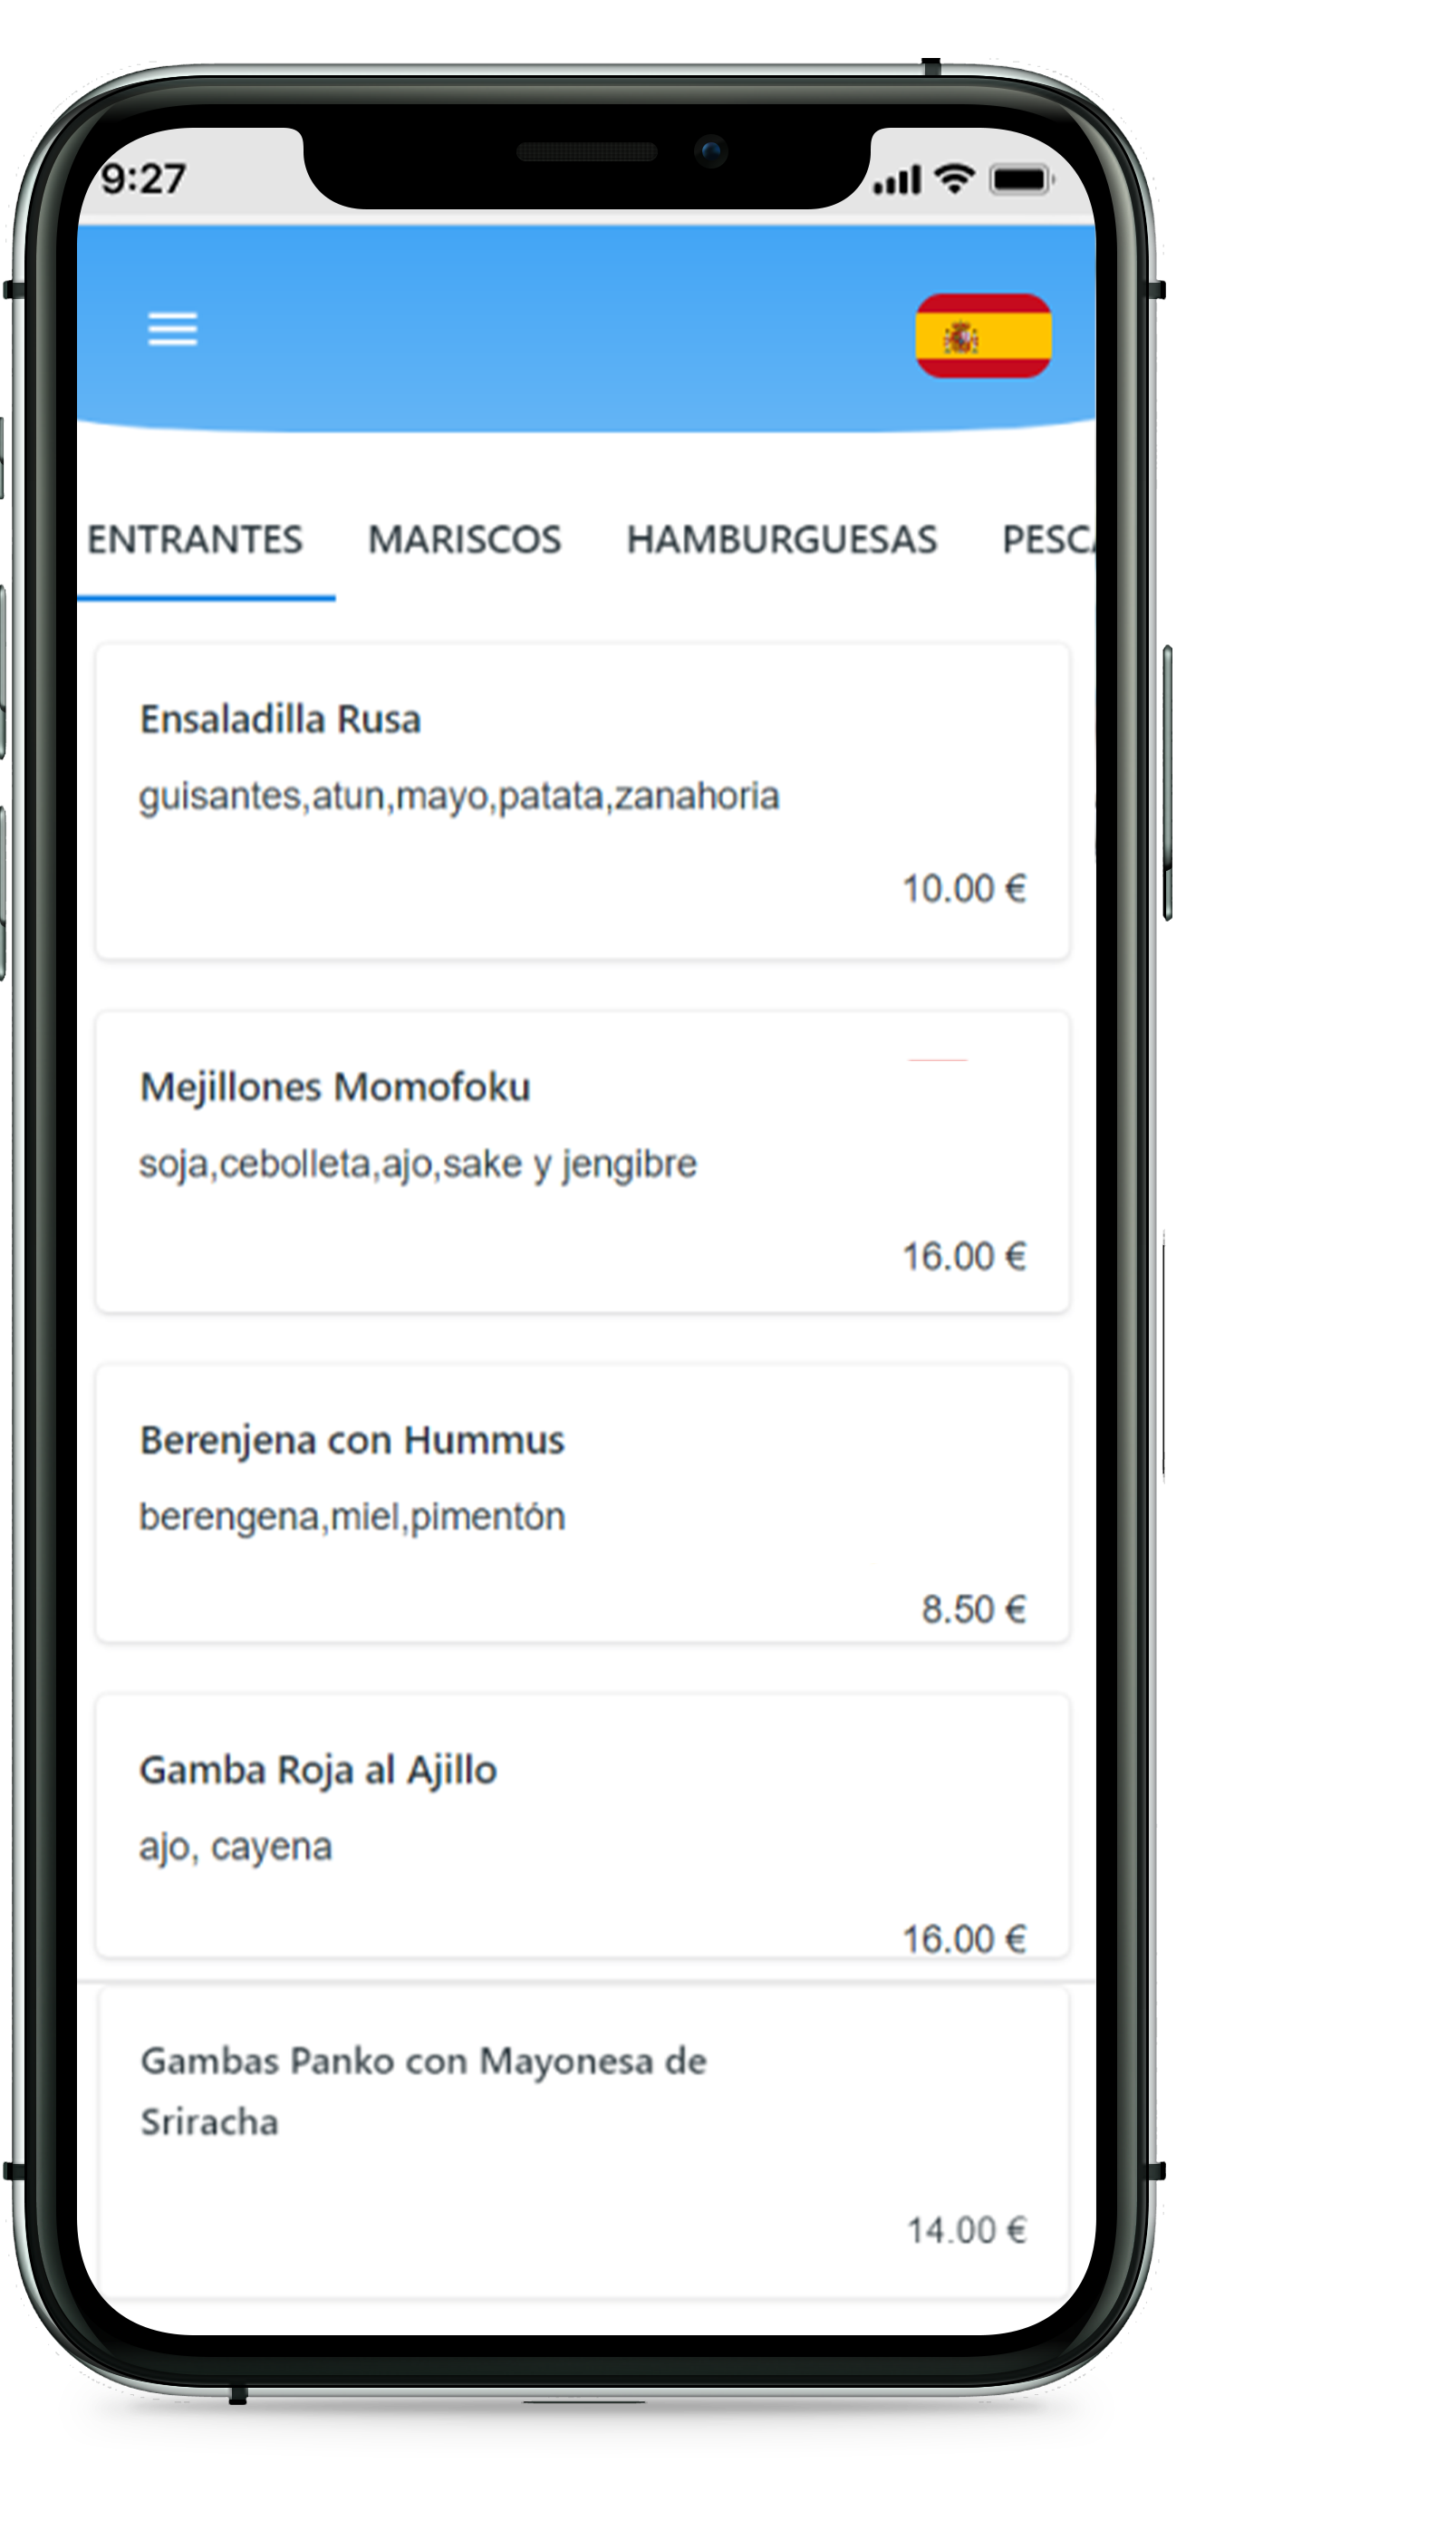 9:27
ENTRANTES MARISCOS HAMBURGUESAS PESCA
Ensaladilla Rusa
guisantes,atun,mayo,patata,zanahoria
10.00 €
Mejillones Momofoku
soja,cebolleta,ajo,sake y jengibre
16.00 €
Berenjena con Hummus
berengena,miel,pimentón
8.50 €
Gamba Roja al Ajillo
ajo, cayena
16.00 €
Gambas Panko con Mayonesa de
Sriracha
14.00 €